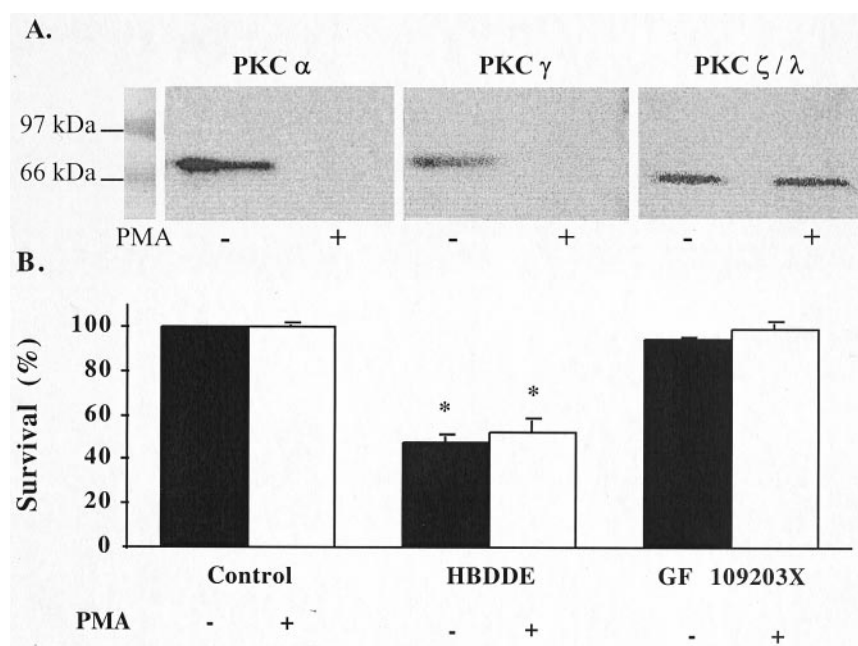 A.
PKC α PKC γ PKC ζ / λ
97 kDa
66 kDa
PMA - + - + - +
B.
Survival (%)
100
80
60
40
20
0
* *
Control HBDDE GF 109203X
PMA - + - + - +